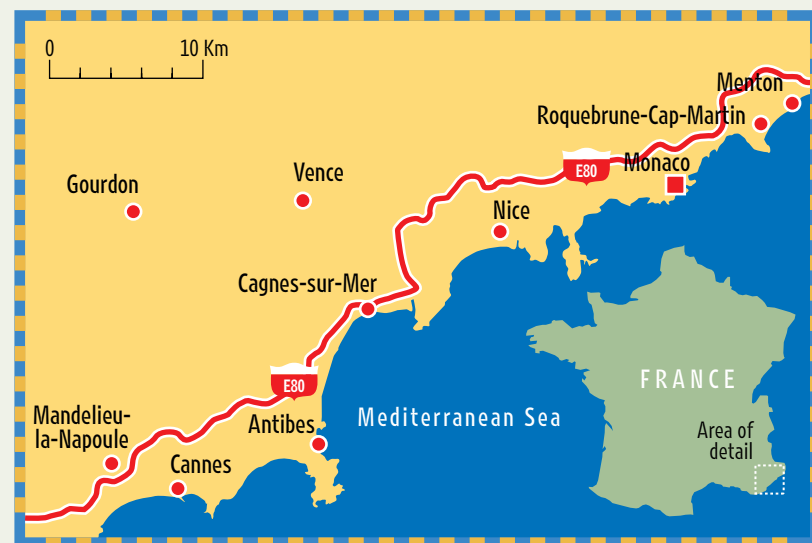 0 10 Km
Menton
Roquebrune-Cap-Martin
Monaco
E80
Vence
Gourdon
Nice
Cagnes-sur-Mer
E80
FRANCE
Mandelieu-
la-Napoule
Antibes
Mediterranean Sea
Area of
detail
Cannes